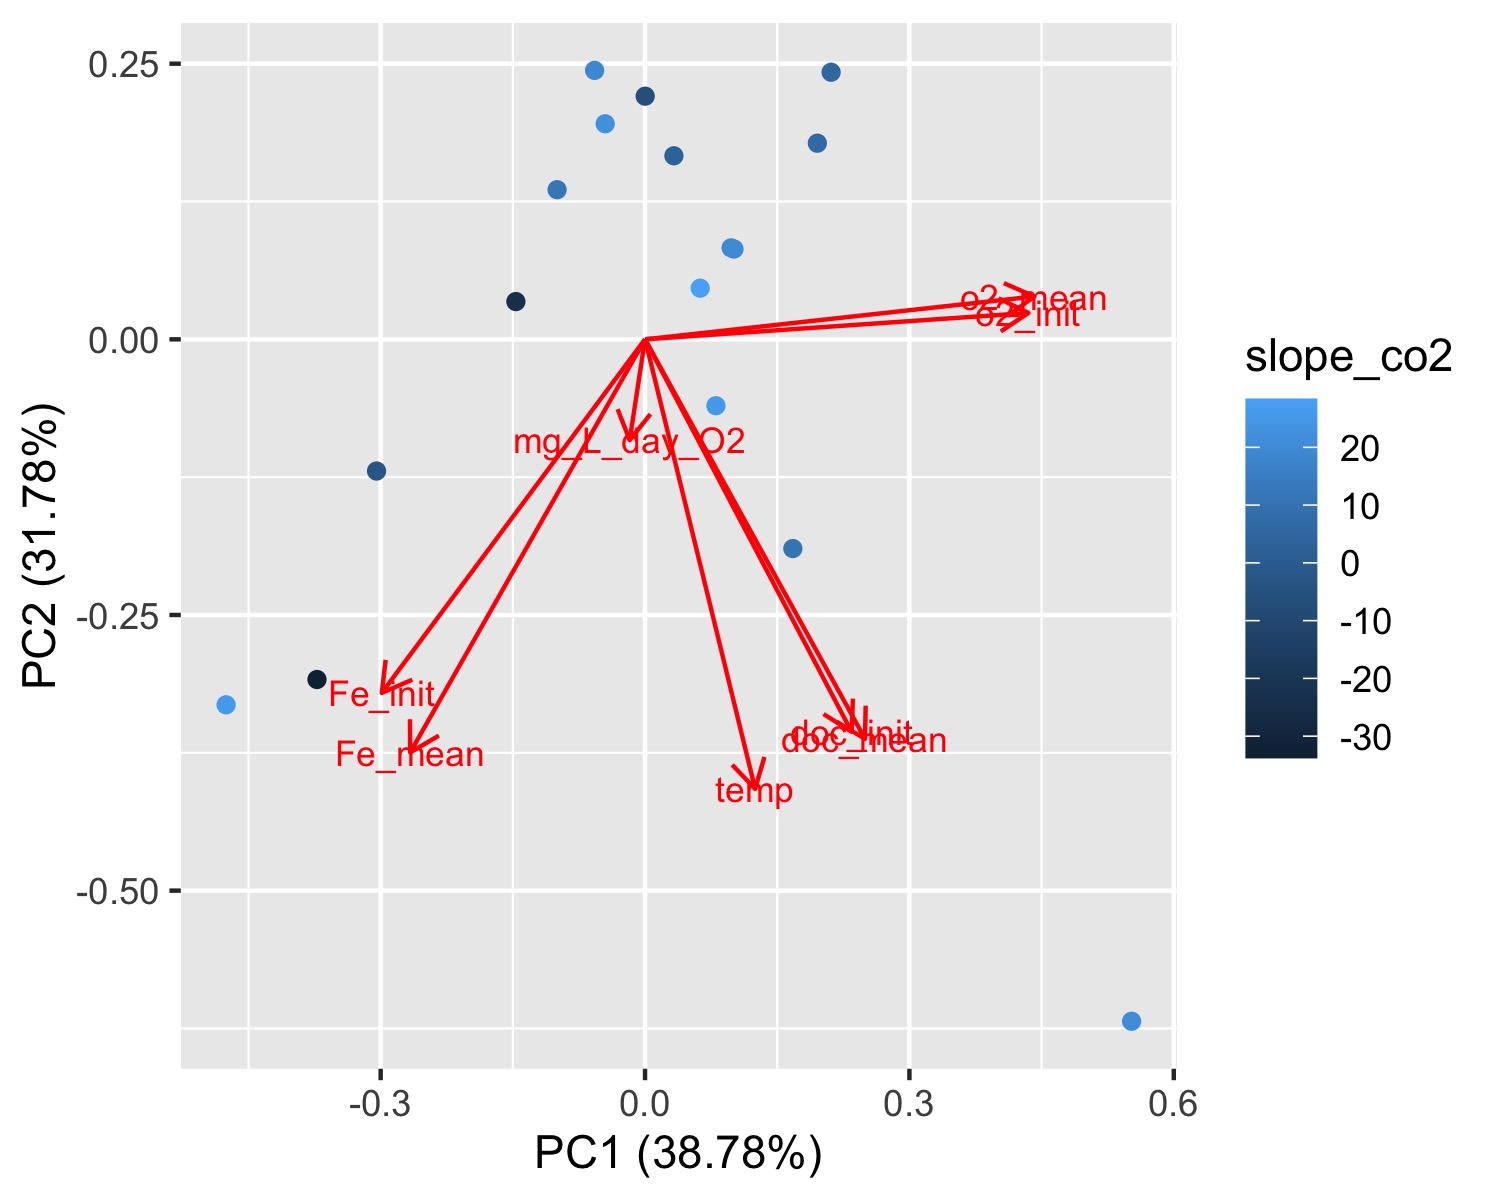 0.25
0.00
-0.25
-0.50
PC2 (31.78%)
o2_mean
o2_init
mg_L_day_O2
Fe_init
Fe_mean
doc_init
doc_mean
temp
-0.3
0.0
0.3
0.6
PC1 (38.78%)
slope_co2
20
10
0
-10
-20
-30